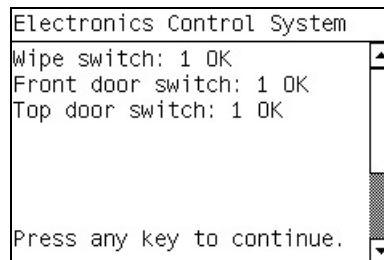 Electronics Control System
Wipe switch: 1 OK
Front door switch: 1 OK
Top door switch: 1 OK
Press any key to continue.